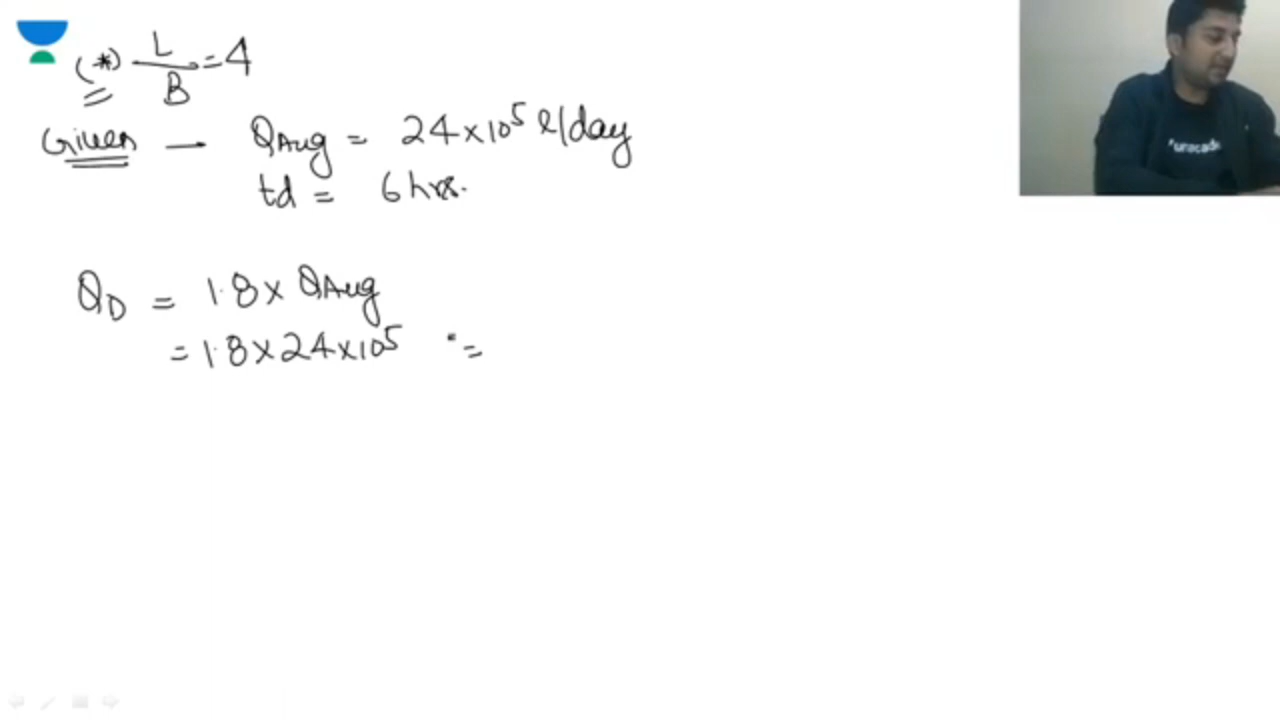 (*) L/B = 4
Given — QAvg = 24×10⁵ l/day
td = 6 hrs.
QD = 1.8× QAvg
= 1.8×24×10⁵ =